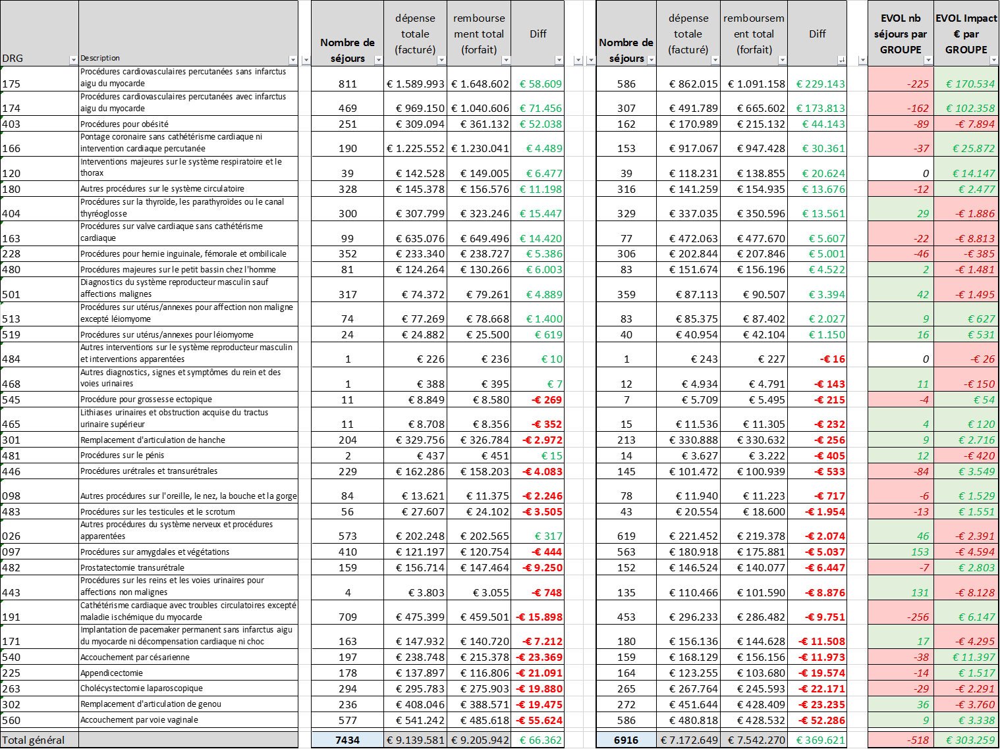 DRG Description Nombre de séjours dépense totale (facturé) rembourse ment total (forfait) Diff Nombre de séjours dépense totale (facturé) remboursem ent total (forfait) Diff EVOL nb séjours par GROUPE EVOL Impact € par GROUPE
175 Procédures cardiovasculaires percutanées sans infarctus aigu du myocarde 811 € 1.589.993 € 1.648.602 € 58.609 586 € 862.015 € 1.091.158 € 229.143 -225 € 170.534
174 Procédures cardiovasculaires percutanées avec infarctus aigu du myocarde 469 € 969.150 € 1.040.606 € 71.456 307 € 491.789 € 665.602 € 173.813 -162 € 102.358
403 Procédures pour obésité 251 € 309.094 € 361.132 € 52.038 162 € 170.989 € 215.132 € 44.143 -89 -€ 7.894
166 Pontage coronaire sans cathétérisme cardiaque ni intervention cardiaque percutanée 190 € 1.225.552 € 1.230.041 € 4.489 153 € 917.067 € 947.428 € 30.361 -37 € 25.872
120 Interventions majeures sur le système respiratoire et le thorax 39 € 142.528 € 149.005 € 6.477 39 € 118.231 € 138.855 € 20.624 0 € 14.147
180 Autres procédures sur le système circulatoire 328 € 145.378 € 156.576 € 11.198 316 € 141.259 € 154.935 € 13.676 -12 € 2.477
404 Procédures sur la thyroïde, les parathyroïdes ou le canal thyréoglosse 300 € 307.799 € 323.246 € 15.447 329 € 337.035 € 350.596 € 13.561 29 -€ 1.886
163 Procédures sur valve cardiaque sans cathétérisme cardiaque 99 € 635.076 € 649.496 € 14.420 77 € 472.063 € 477.670 € 5.607 -22 -€ 8.813
228 Procédures pour hernie inguinale, fémorale et ombilicale 352 € 233.340 € 238.727 € 5.386 306 € 202.844 € 207.846 € 5.001 -46 -€ 385
480 Procédures majeures sur le petit bassin chez l'homme 81 € 124.264 € 130.266 € 6.003 83 € 151.674 € 156.196 € 4.522 2 -€ 1.481
501 Diagnostics du système reproducteur masculin sauf affections malignes 317 € 74.372 € 79.261 € 4.889 359 € 87.113 € 90.507 € 3.394 42 -€ 1.495
513 Procédures sur utérus/annexes pour affection non maligne excepté léiomyome 74 € 77.269 € 78.668 € 1.400 83 € 85.375 € 87.402 € 2.027 9 € 627
519 Procédures sur utérus/annexes pour léiomyome 24 € 24.882 € 25.500 € 619 40 € 40.954 € 42.104 € 1.150 16 € 531
484 Autres interventions sur le système reproducteur masculin et interventions apparentées 1 € 226 € 236 € 10 1 € 243 € 227 -€ 16 0 -€ 26
468 Autres diagnostics, signes et symptômes du rein et des voies urinaires 1 € 388 € 395 € 7 12 € 4.934 € 4.791 -€ 143 11 -€ 150
545 Procédure pour grossesse ectopique 11 € 8.849 € 8.580 -€ 269 7 € 5.709 € 5.495 -€ 215 -4 € 54
465 Lithiases urinaires et obstruction acquise du tractus urinaire supérieur 11 € 8.708 € 8.356 -€ 352 15 € 11.536 € 11.305 -€ 232 4 € 120
301 Remplacement d'articulation de hanche 204 € 329.756 € 326.784 -€ 2.972 213 € 330.888 € 330.632 -€ 256 9 € 2.716
481 Procédures sur le pénis 2 € 437 € 451 € 15 14 € 3.627 € 3.222 -€ 405 12 -€ 420
446 Procédures urétrales et transurétrales 229 € 162.286 € 158.203 -€ 4.083 145 € 101.472 € 100.939 -€ 533 -84 € 3.549
098 Autres procédures sur l'oreille, le nez, la bouche et la gorge 84 € 13.621 € 11.375 -€ 2.246 78 € 11.940 € 11.223 -€ 717 -6 € 1.529
483 Procédures sur les testicules et le scrotum 56 € 27.607 € 24.102 -€ 3.505 43 € 20.554 € 18.600 -€ 1.954 -13 € 1.551
026 Autres procédures du système nerveux et procédures apparentées 573 € 202.248 € 202.565 € 317 619 € 221.452 € 219.378 -€ 2.074 46 -€ 2.391
097 Procédures sur amygdales et végétations 410 € 121.197 € 120.754 -€ 444 563 € 180.918 € 175.881 -€ 5.037 153 -€ 4.594
482 Prostatectomie transurétrale 159 € 156.714 € 147.464 -€ 9.250 152 € 146.524 € 140.077 -€ 6.447 -7 € 2.803
443 Procédures sur les reins et les voies urinaires pour affections non malignes 4 € 3.803 € 3.055 -€ 748 135 € 110.466 € 101.590 -€ 8.876 131 -€ 8.128
191 Cathétérisme cardiaque avec troubles circulatoires excepté maladie ischémique du myocarde 709 € 475.399 € 459.501 -€ 15.898 453 € 296.233 € 286.482 -€ 9.751 -256 € 6.147
171 Implantation de pacemaker permanent sans infarctus aigu du myocarde ni décompensation cardiaque ni choc 163 € 147.932 € 140.720 -€ 7.212 180 € 156.136 € 144.628 -€ 11.508 17 -€ 4.295
540 Accouchement par césarienne 197 € 238.748 € 215.378 -€ 23.369 159 € 168.129 € 156.156 -€ 11.973 -38 € 11.397
225 Appendicectomie 178 € 137.897 € 116.806 -€ 21.091 164 € 123.255 € 103.680 -€ 19.574 -14 € 1.517
263 Cholécystectomie laparoscopique 294 € 295.783 € 275.903 -€ 19.880 265 € 267.764 € 245.593 -€ 22.171 -29 -€ 2.291
302 Remplacement d'articulation de genou 236 € 408.046 € 388.571 -€ 19.475 272 € 451.644 € 428.409 -€ 23.235 36 -€ 3.760
560 Accouchement par voie vaginale 577 € 541.242 € 485.618 -€ 55.624 586 € 480.818 € 428.532 -€ 52.286 9 € 3.338
Total général 7434 € 9.139.581 € 9.205.942 € 66.362 6916 € 7.172.649 € 7.542.270 € 369.621 -518 € 303.259